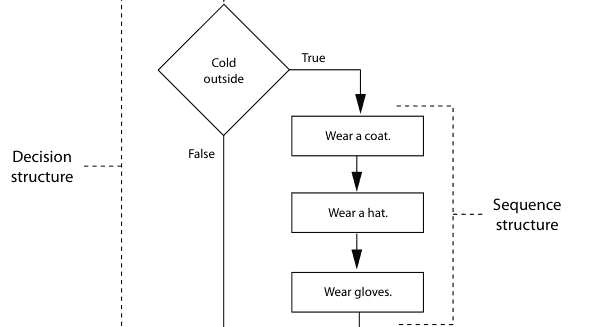 Cold
outside
True
False
Wear a coat.
Decision
structure
Wear a hat.
Sequence
structure
Wear gloves.